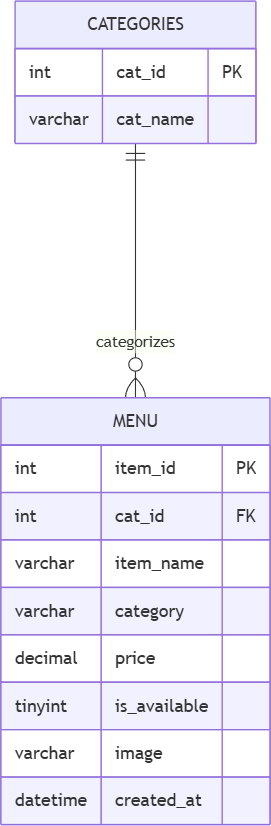 CATEGORIES
int cat_id PK
varchar cat_name
categorizes
MENU
int item_id PK
int cat_id FK
varchar item_name
varchar category
decimal price
tinyint is_available
varchar image
datetime created_at